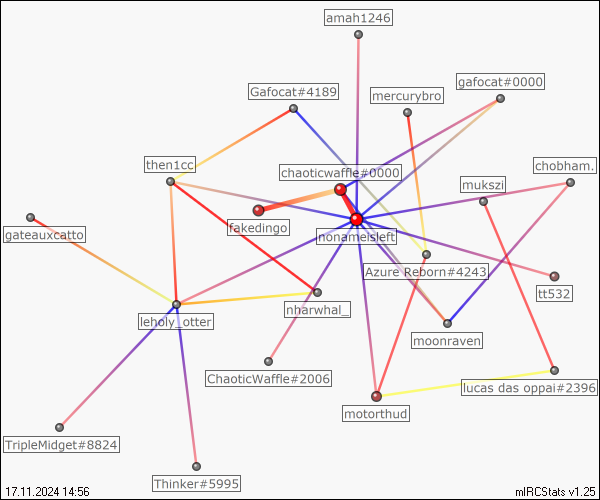 amah1246
gafocat#0000
Gafocat#4189
mercurybro
then1cc
chaoticwaffle#0000
chobham.
mukszi
fakedingo
gateauxcatto
nonameisleft
Azure Reborn#4243
tt532
nharwhal_
leholy_otter
moonraven
ChaoticWaffle#2006
lucas das oppai#2396
motorthud
TripleMidget#8824
Thinker#5995
17.11.2024 14:56
mIRCStats v1.25